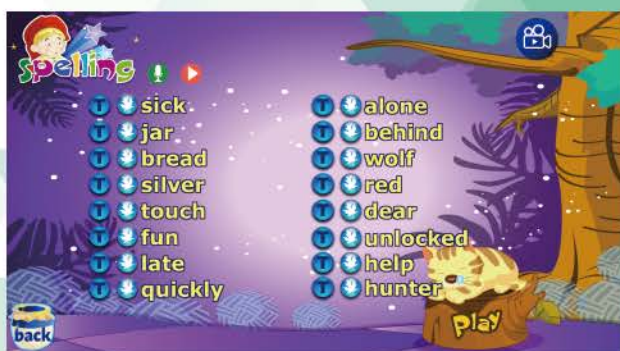 spelling
T sick
T jar
T bread
T silver
T touch
T fun
T late
T quickly
T alone
T behind
T wolf
T red
T dear
T unlocked
T help
T hunter
back
Play